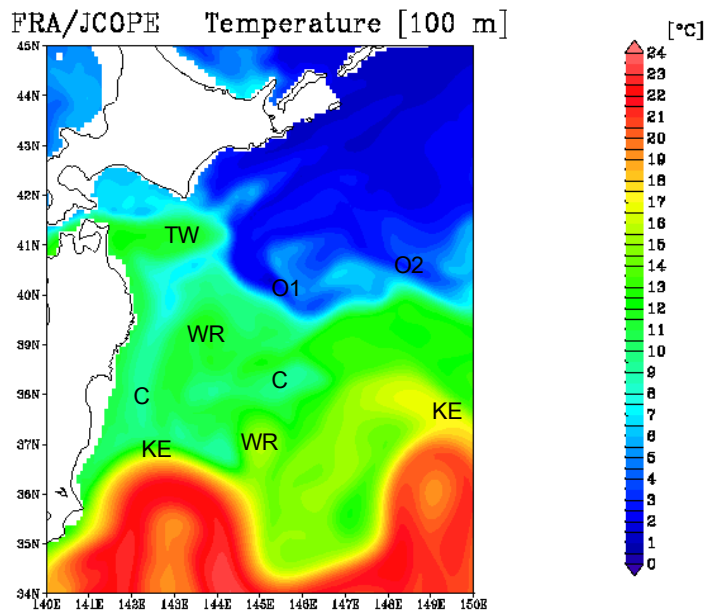 FRA/JCOPE Temperature [100 m]
[°C]
45N
44N
43N
42N
41N
40N
39N
38N
37N
36N
35N
34N
140E 141E 142E 143E 144E 145E 146E 147E 148E 149E 150E
TW
O2
O1
WR
C
C
KE
KE
WR
24
23
22
21
20
19
18
17
16
15
14
13
12
11
10
9
8
7
6
5
4
3
2
1
0